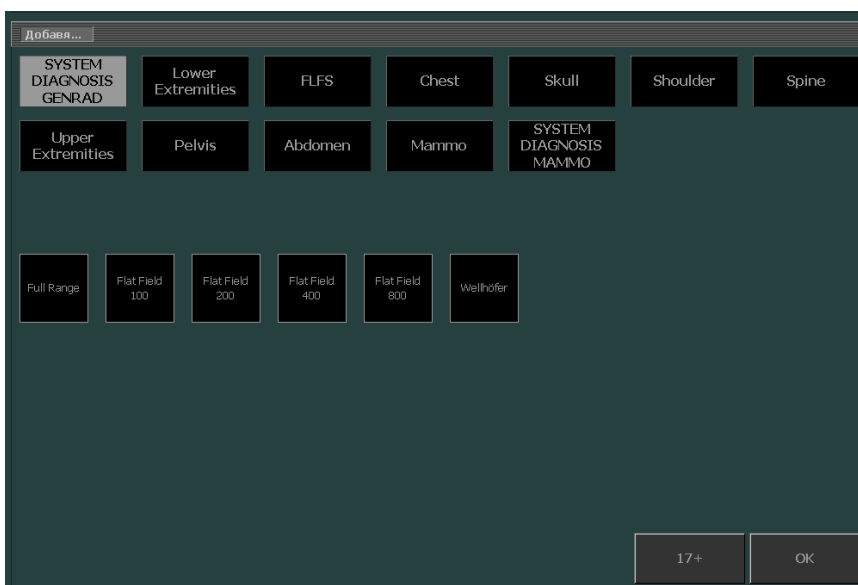 Добавя...
SYSTEM
DIAGNOSIS
GENRAD
Lower
Extremities
FLFS
Chest
Skull
Shoulder
Spine
Upper
Extremities
Pelvis
Abdomen
Mammo
SYSTEM
DIAGNOSIS
MAMMO
Full Range
Flat Field
100
Flat Field
200
Flat Field
400
Flat Field
800
Wellhöfer
17+
OK